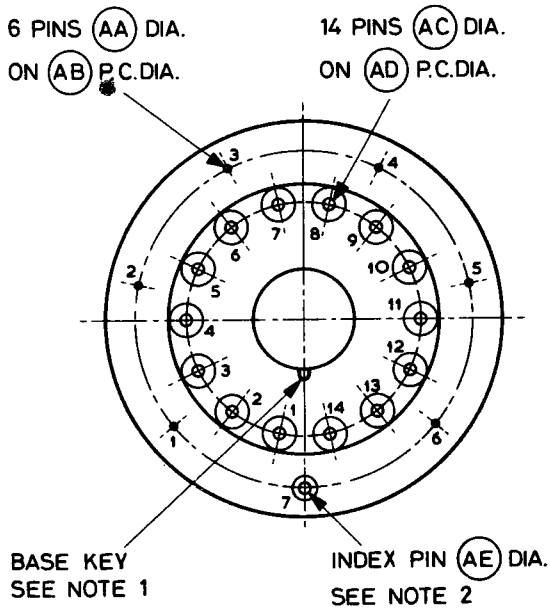 6 PINS AA DIA.
ON AB P.C.DIA.
14 PINS AC DIA.
ON AD P.C.DIA.
3
4
7
8
6
9
2
5
10
5
4
11
3
12
2
13
1
1
14
6
7
BASE KEY
SEE NOTE 1
INDEX PIN AE DIA.
SEE NOTE 2